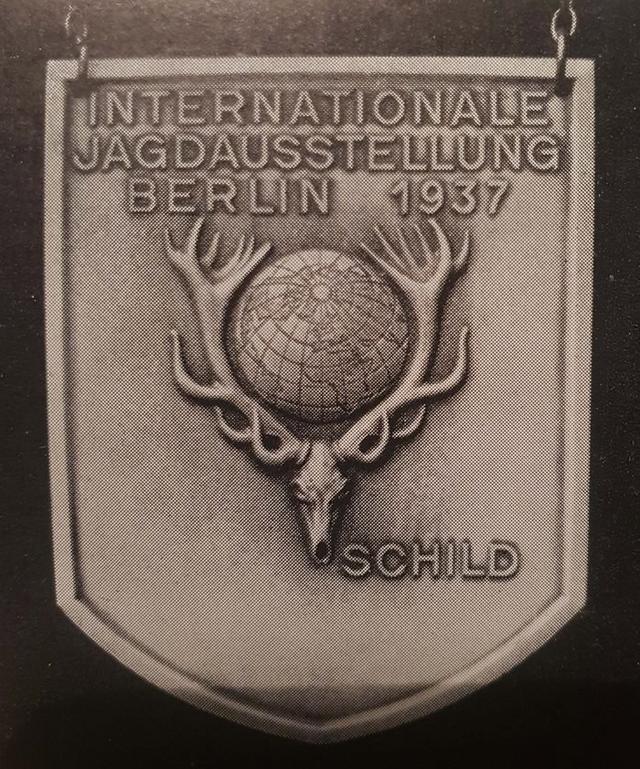 INTERNATIONALE
JAGDAUSSTELLUNG
BERLIN 1937
SCHILD